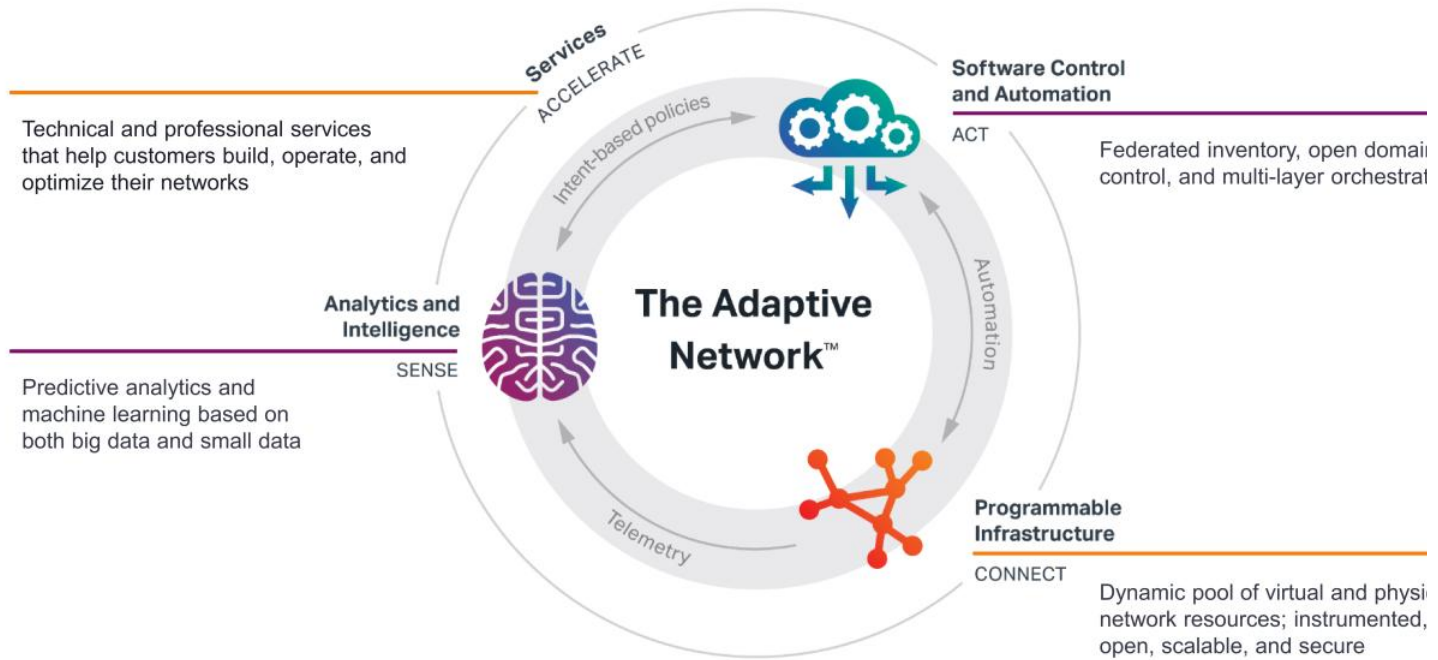 Services
ACCELERATE
Technical and professional services
that help customers build, operate, and
optimize their networks
Software Control
and Automation
ACT
Federated inventory, open domain
control, and multi-layer
Intent-based policies
Automation
Telemetry
The Adaptive
Network™
Analytics and
Intelligence
SENSE
Predictive analytics and
machine learning based on
both big data and small data
Programmable
Infrastructure
CONNECT
Dynamic pool of virtual and
network resources; instrumented,
open, scalable, and secure